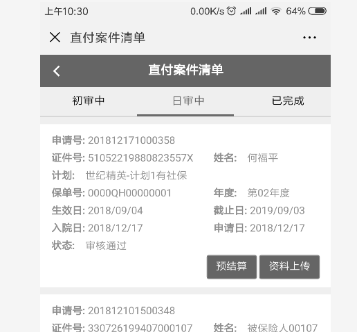 上午10:30 0.00K/s 64%
直付案件清单 ...
直付案件清单
初审中 日审中 已完成
申请号: 201812171000358
证件号: 51052219880823557X 姓名: 何福平
计划: 世纪精英-计划1有社保
保单号: 0000QH00000001 年度: 第02年度
生效日: 2018/09/04 截止日: 2019/09/03
入院日: 2018/12/17 申请日: 2018/12/17
状态: 审核通过
预结算 资料上传
申请号: 201812101500348
证件号: 330726199407000107 姓名: 被保险人00107